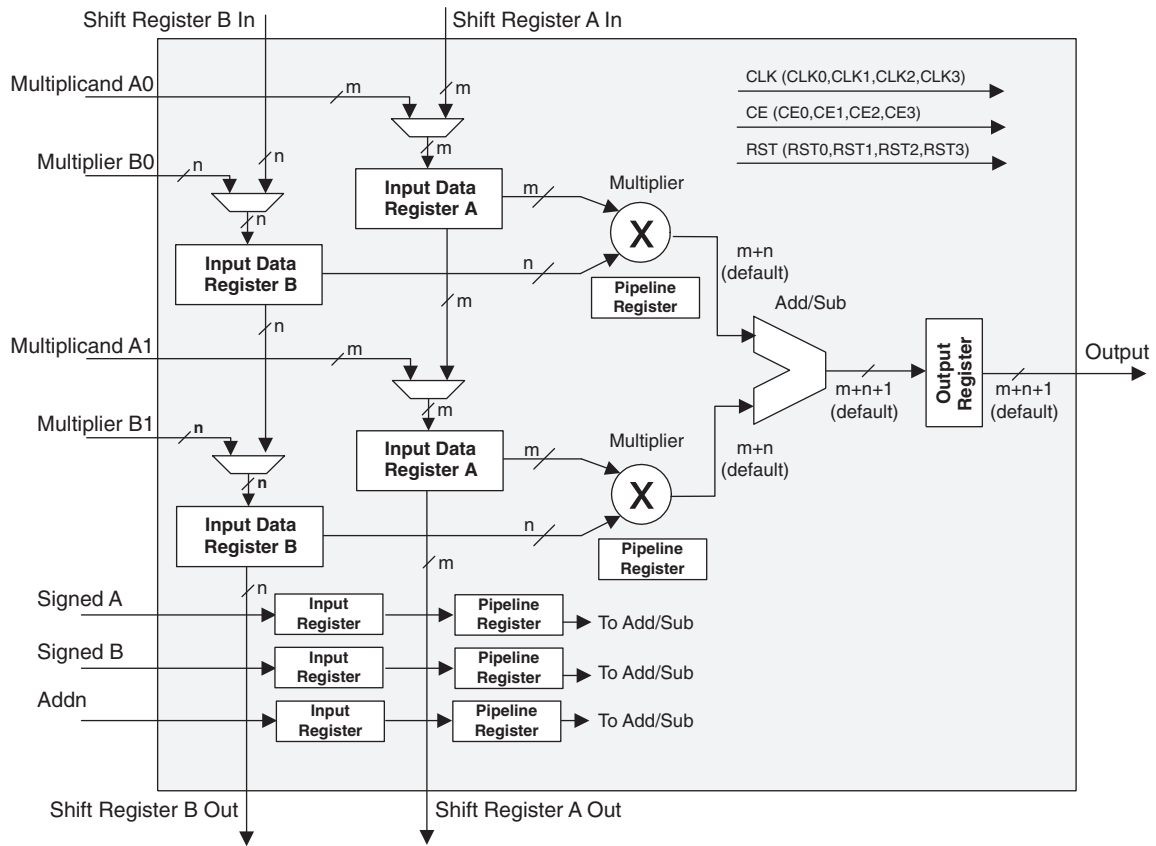 Shift Register B In
Shift Register A In
Multiplicand A0
m
m
CLK (CLK0,CLK1,CLK2,CLK3)
CE (CE0,CE1,CE2,CE3)
RST (RST0,RST1,RST2,RST3)
m
Multiplier B0
n
n
n
Input Data
Register A
m
Multiplier
X
Input Data
Register B
n
Pipeline
Register
m+n
(default)
m
n
Add/Sub
Multiplicand A1
m
m
Output
Register
Output
m+n+1
(default)
m+n+1
(default)
Multiplier B1
n
n
Input Data
Register A
m
Multiplier
X
m+n
(default)
Input Data
Register B
n
Pipeline
Register
m
n
Signed A
Input
Register
Pipeline
Register
To Add/Sub
Signed B
Input
Register
Pipeline
Register
To Add/Sub
Addn
Input
Register
Pipeline
Register
To Add/Sub
Shift Register B Out
Shift Register A Out